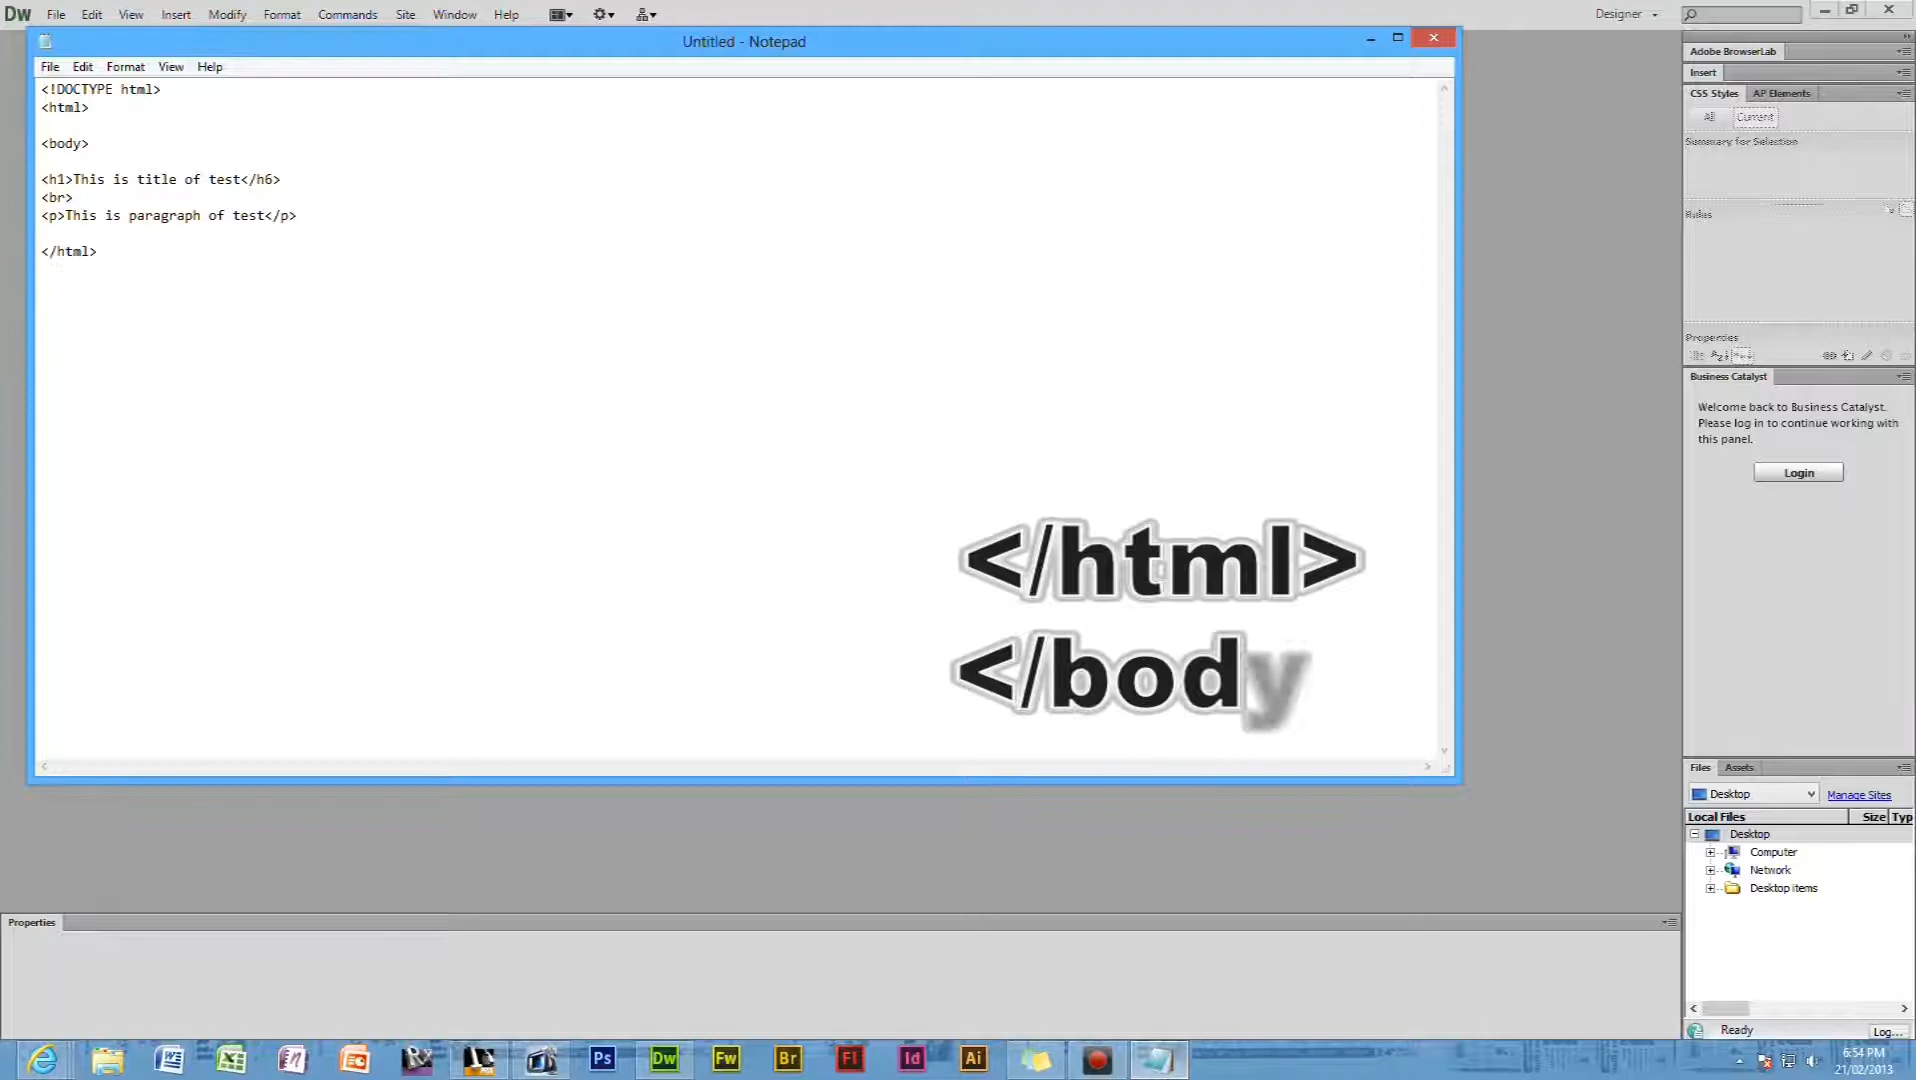 Dw File Edit View Insert Modify Format Commands Site Window Help Designer
Untitled - Notepad
File Edit Format View Help
<!DOCTYPE html>
<html>
<body>
<h1>This is title of test</h6>
<br>
<p>This is paragraph of test</p>
</html>
</html>
</body
Adobe BrowserLab
Insert
CSS Styles AP Elements
All Current
Summary for Selection
Rules
Properties
Business Catalyst
Welcome back to Business Catalyst.
Please log in to continue working with
this panel.
Login
Files Assets
Desktop Manage Sites
Local Files Size Typ
Desktop
Computer
Network
Desktop items
Ready Log...
Properties
Ps Dw Fw Br Fl Id Ai
6:54 PM
21/02/2013